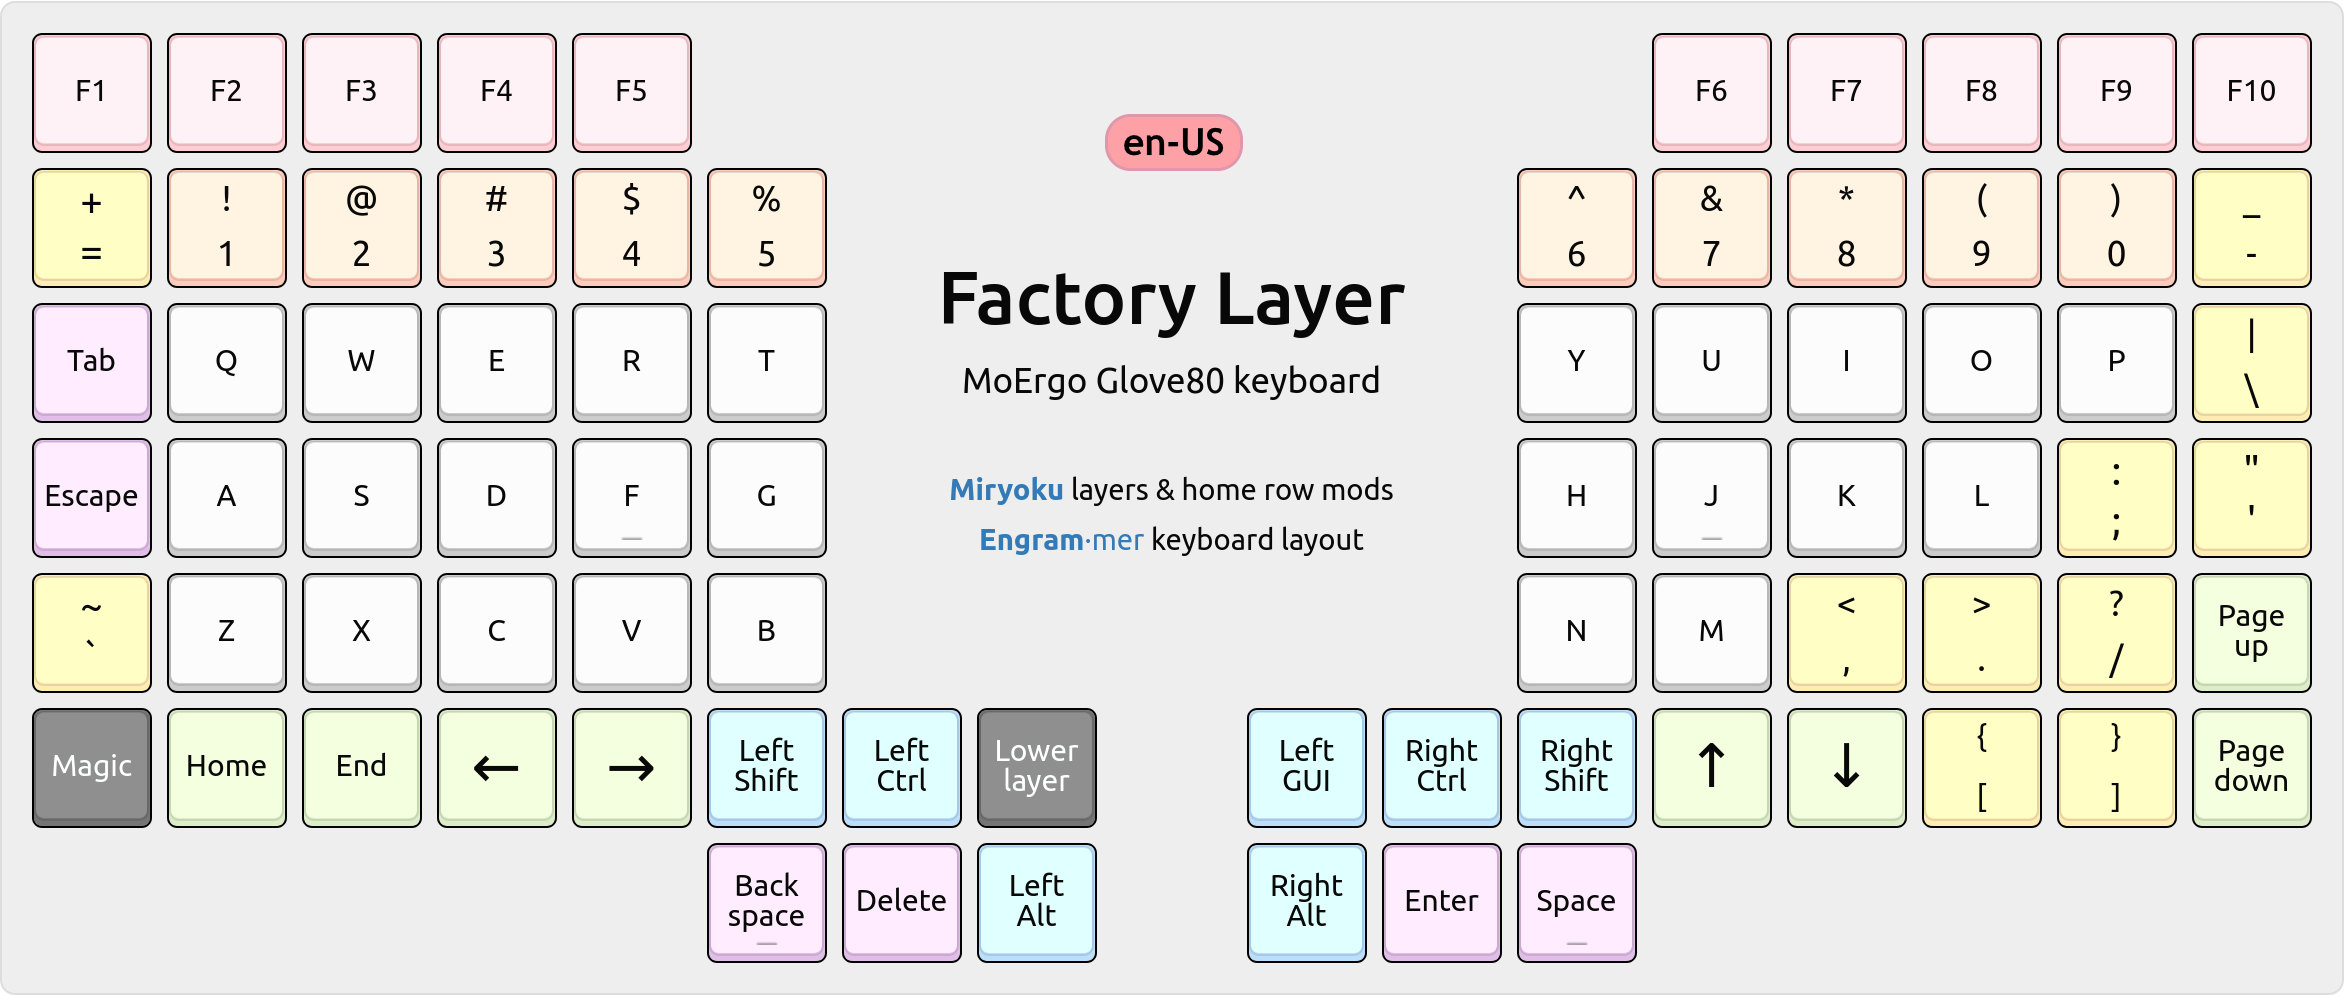 F1 F2 F3 F4 F5 F6 F7 F8 F9 F10
en-US
+ ! @ # $ % ^ & * ( ) _
= 1 2 3 4 5 6 7 8 9 0 -
Factory Layer
Tab Q W E R T Y U I O P | \
MoErgo Glove80 keyboard
Escape A S D F _ G H J _ K L : ; " '
Miryoku layers & home row mods
Engram·mer keyboard layout
~ ` Z X C V B N M < , > . ? / Page up
Magic Home End ← → Left Shift Left Ctrl Lower layer Left GUI Right Ctrl Right Shift ↑ ↓ { [ } ] Page down
Back space _ Delete Left Alt Right Alt Enter Space _